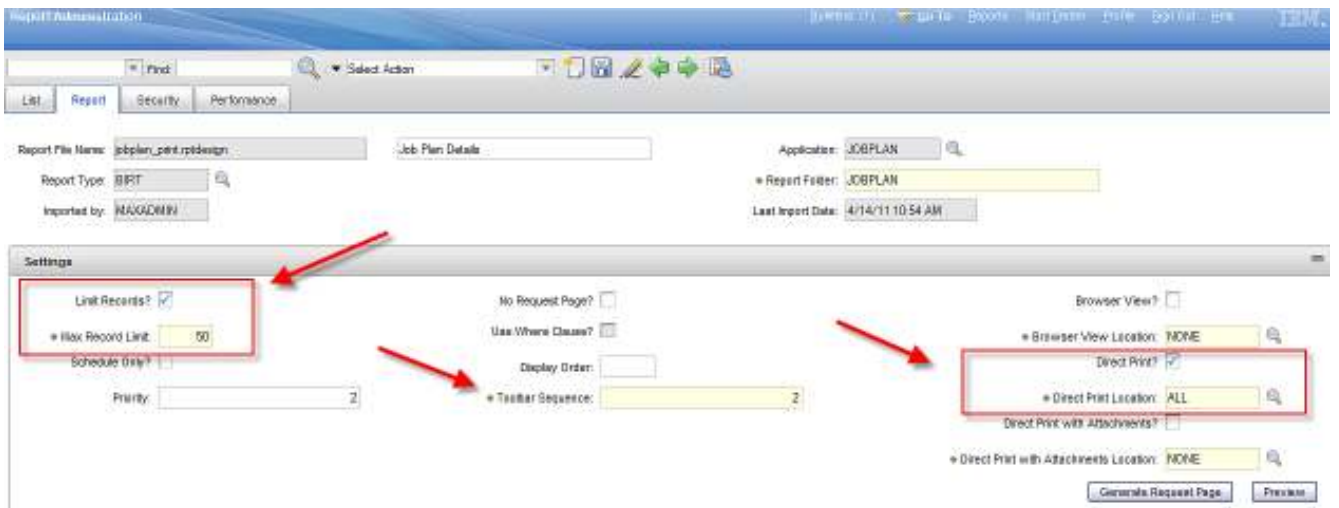 Report Administration
Bulletins: (1) Go To Reports Start Center Profile Sign Out Help IBM.
Find: Select Action
List Report Security Performance
Report File Name: jobplan_print.rptdesign Job Plan Details Application: JOBPLAN
Report Type: BIRT * Report Folder: JOBPLAN
Imported by: MAXADMIN Last Import Date: 4/14/11 10:54 AM
Settings
Limit Records? No Request Page? Browser View?
* Max Record Limit: 50 Use Where Clause? * Browser View Location: NONE
Schedule Only? Display Order: Direct Print?
Priority: 2 * Toolbar Sequence: 2 * Direct Print Location: ALL
Direct Print with Attachments?
* Direct Print with Attachments Location: NONE
Generate Request Page Preview